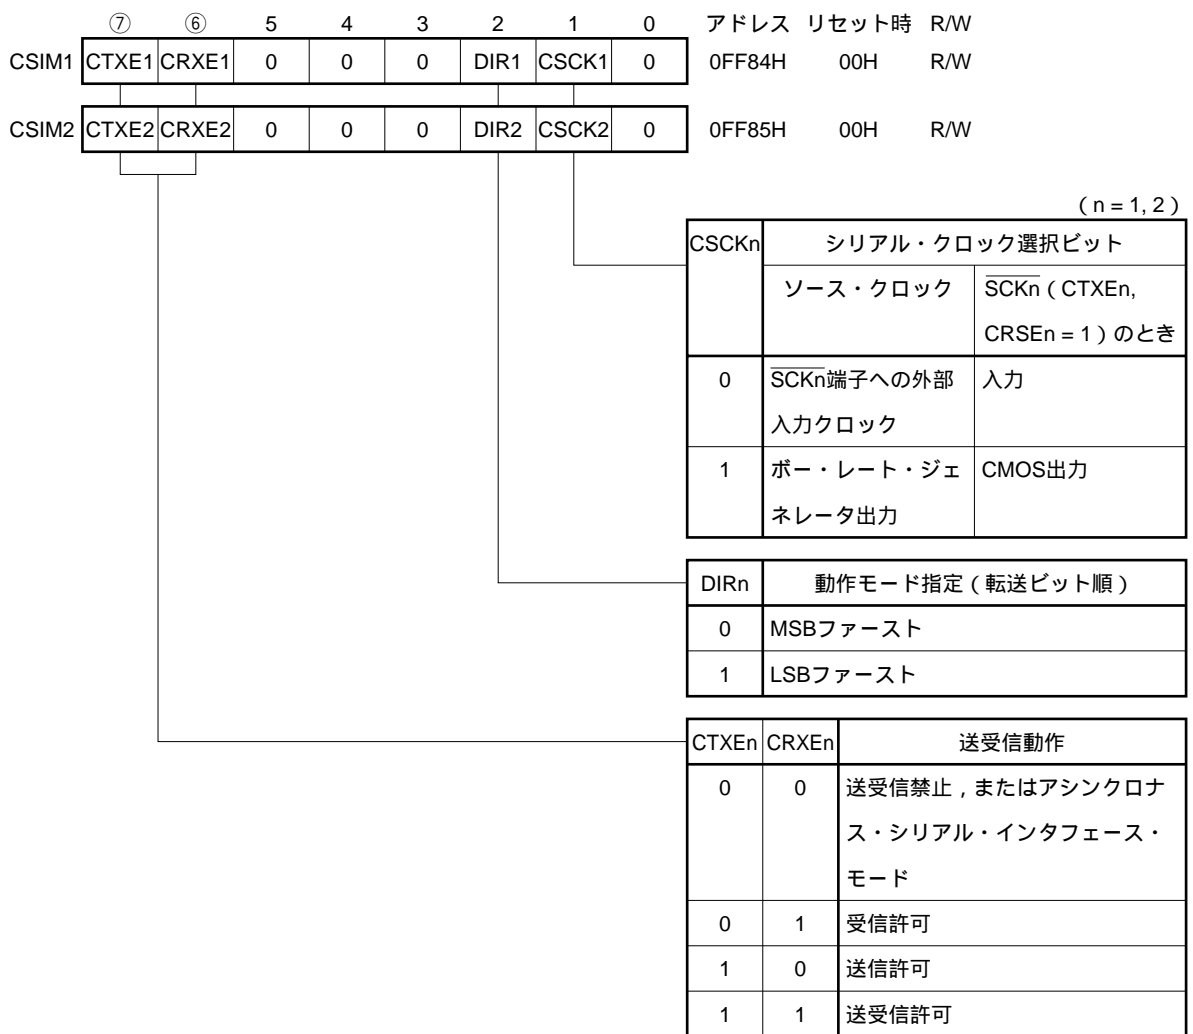 ⑦ ⑥ 5 4 3 2 1 0 アドレス リセット時 R/W
CSIM1 CTXE1 CRXE1 0 0 0 DIR1 CSCK1 0 0FF84H 00H R/W
CSIM2 CTXE2 CRXE2 0 0 0 DIR2 CSCK2 0 0FF85H 00H R/W
（n = 1, 2）
CSCKn シリアル・クロック選択ビット
ソース・クロック S̅C̅K̅n̅（CTXEn,
CRSEn = 1）のとき
0 S̅C̅K̅n̅端子への外部 入力
入力クロック
1 ボー・レート・ジェ CMOS出力
ネレータ出力
DIRn 動作モード指定（転送ビット順）
0 MSBファースト
1 LSBファースト
CTXEn CRXEn 送受信動作
0 0 送受信禁止，またはアシンクロナ
ス・シリアル・インタフェース・
モード
0 1 受信許可
1 0 送信許可
1 1 送受信許可